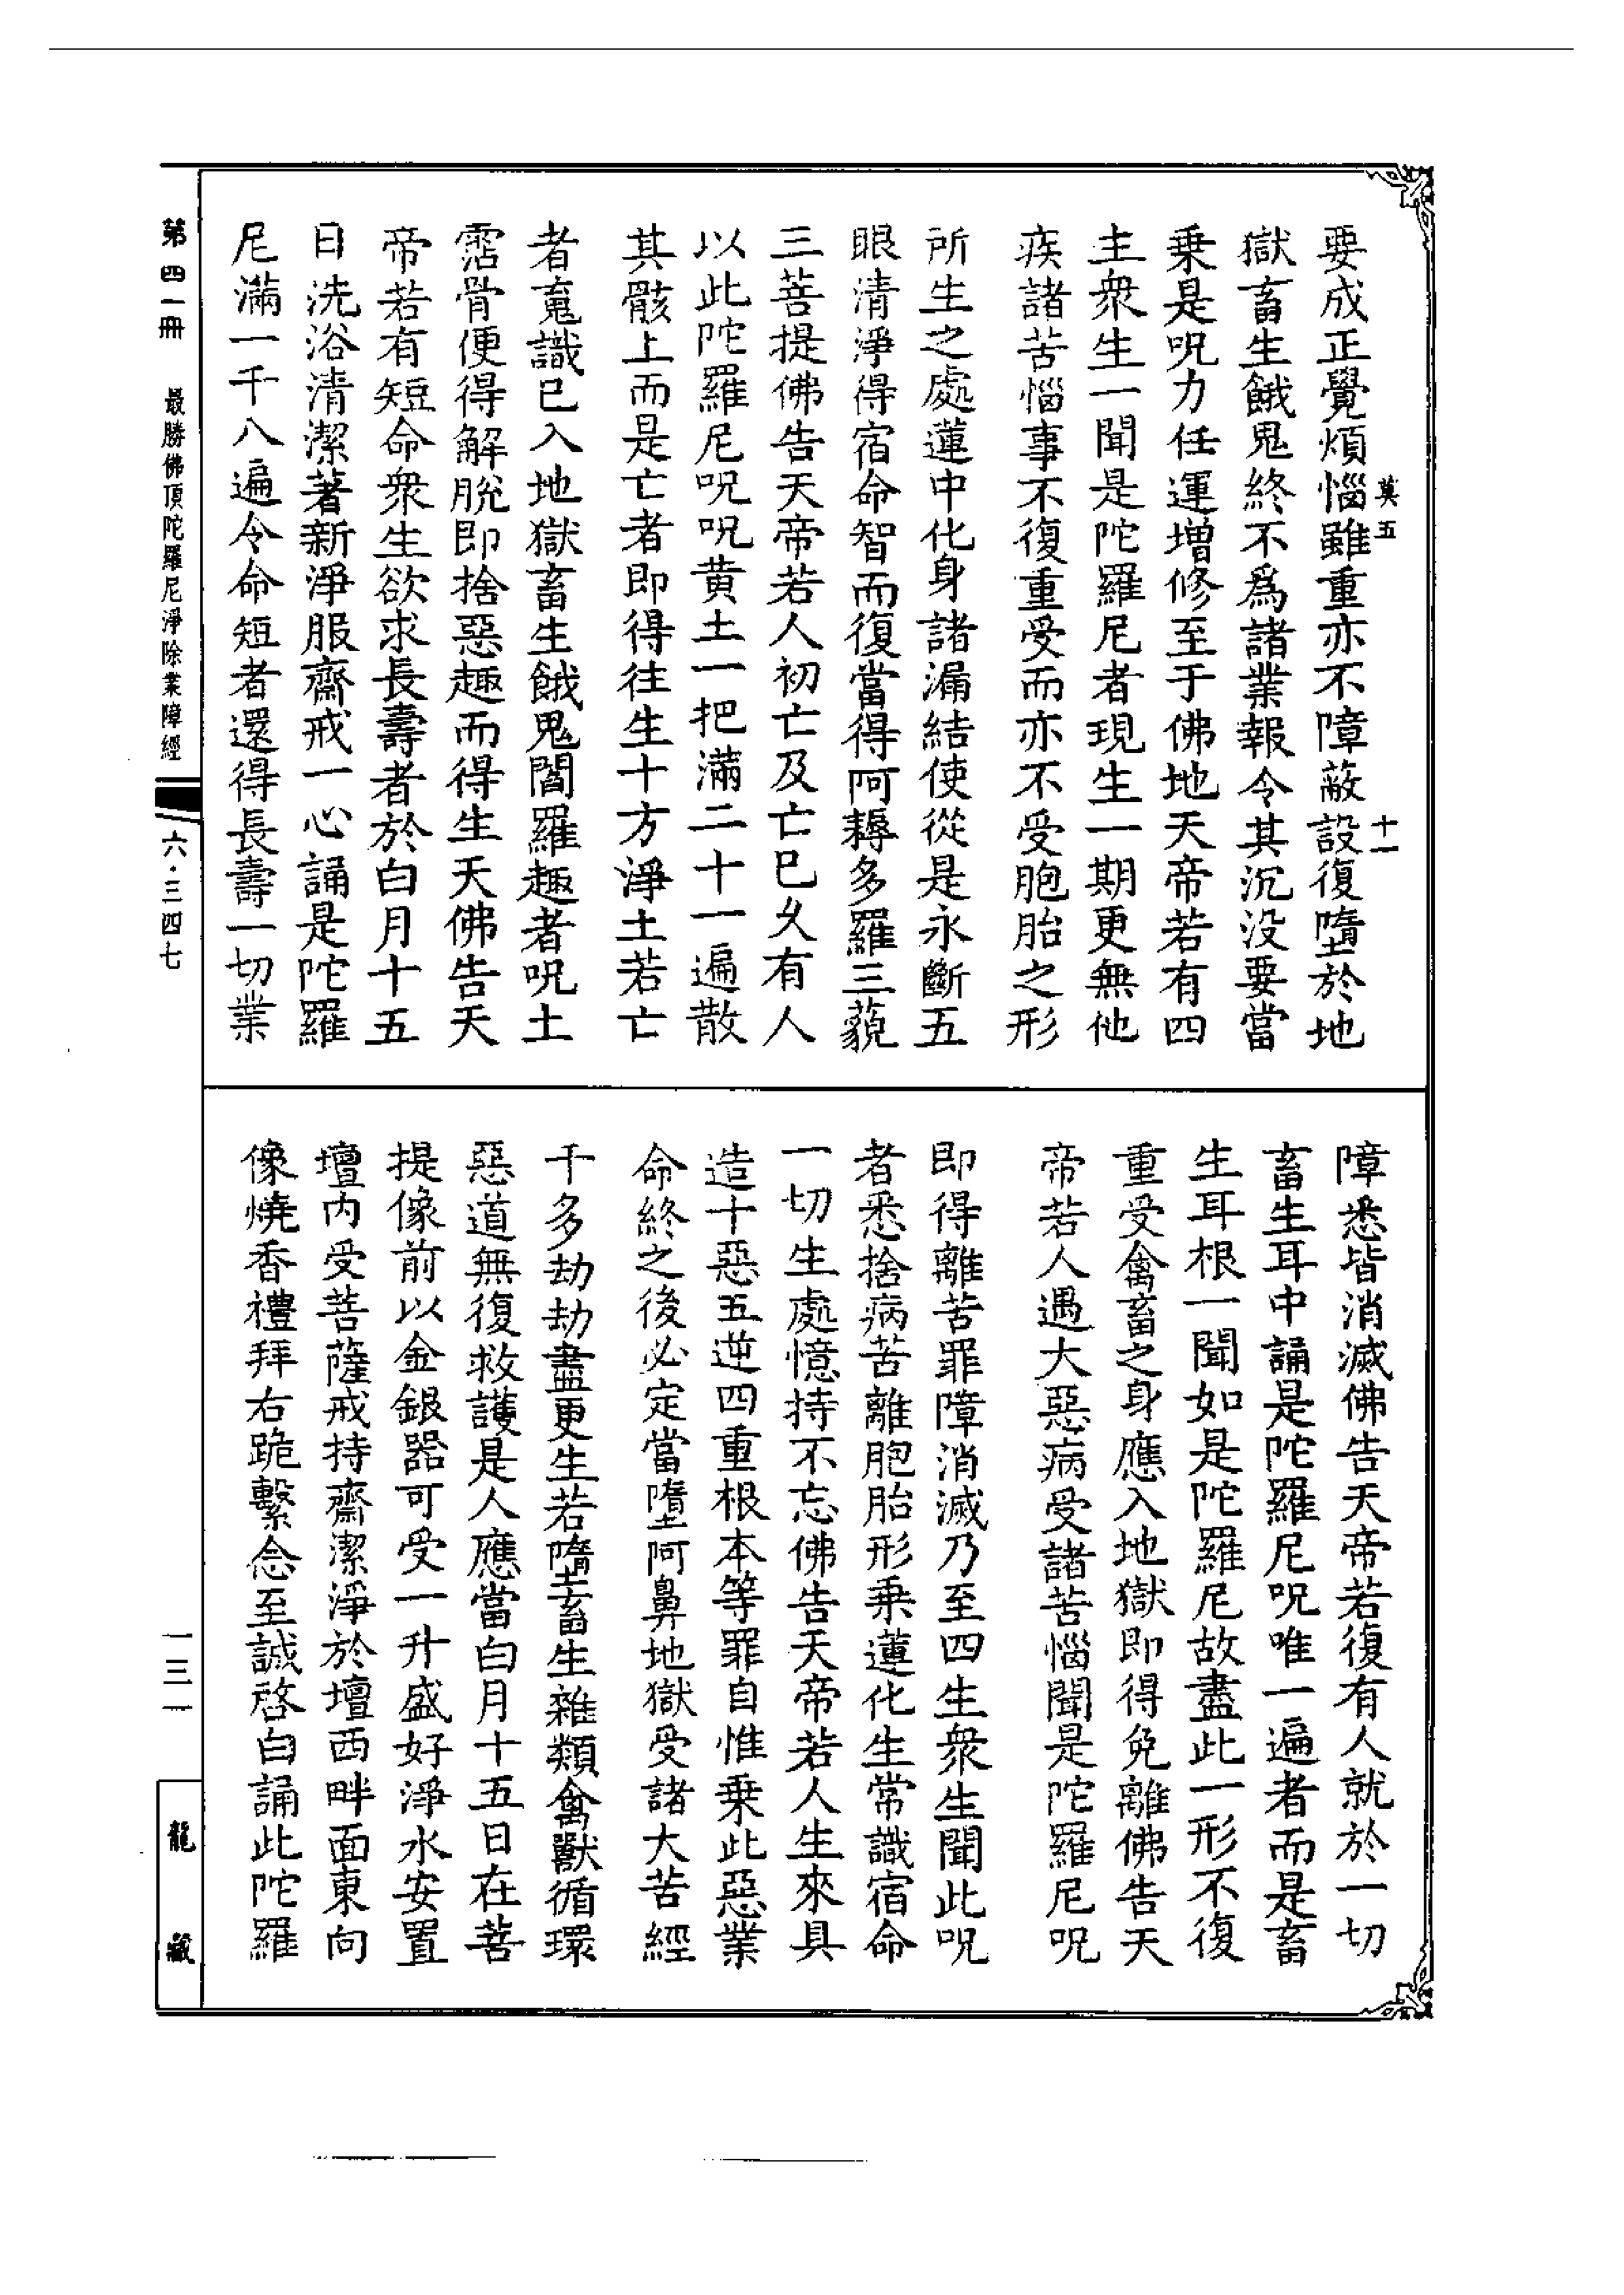 要成正覺煩惱雖重亦不障蔽設復墮於地
莫五
十一
獄畜生餓鬼終不爲諸業報令其沉没要當
乗是呪力任運增修至于佛地天帝若有四
主衆生一聞是陀羅尼者現生一期更無他
疾諸苦惱事不復重受而亦不受胞胎之形
所生之處蓮中化身諸漏結使從是永斷五
眼清淨得宿命智而復當得阿耨多羅三藐
三菩提佛告天帝若人初亡及亡巳久有人
以此陀羅尼呪呪黄土一把滿二十一遍散
其骸上而是亡者即得往生十方淨土若亡
者䰟識已入地獄畜生餓鬼閻羅趣者呪土
霑骨便得解脫即捨惡趣而得生天佛告天
帝若有短命衆生欲求長壽者於白月十五
日洗浴清潔著新淨服齋戒一心誦是陀羅
尼滿一千八遍令命短者還得長壽一切業
障悉皆消滅佛告天帝若復有人就於一切
畜生耳中誦是陀羅尼呪唯一遍者而是畜
生耳根一聞如是陀羅尼故盡此一形不復
重受禽畜之身應入地獄即得免離佛告天
帝若人遇大惡病受諸苦惱聞是陀羅尼呪
即得離苦罪障消滅乃至四生衆生聞此呪
者悉捨病苦離胞胎形乗蓮化生常識宿命
一切生處憶持不忘佛告天帝若人生來具
造十惡五逆四重根本等罪自惟乗此惡業
命終之後必定當墮阿鼻地獄受諸大苦經
千多劫劫盡更生若墮畜生雜類禽獸循環
惡道無復救護是人應當白月十五日在菩
提像前以金銀器可受一升盛好淨水安置
壇内受菩薩戒持齋潔淨於壇西畔面東向
像燒香禮拜右跪繫念至誠啓白誦此陀羅
第四一冊
最勝佛頂陀羅尼淨除業障經
六·三四七
一三一
龍藏